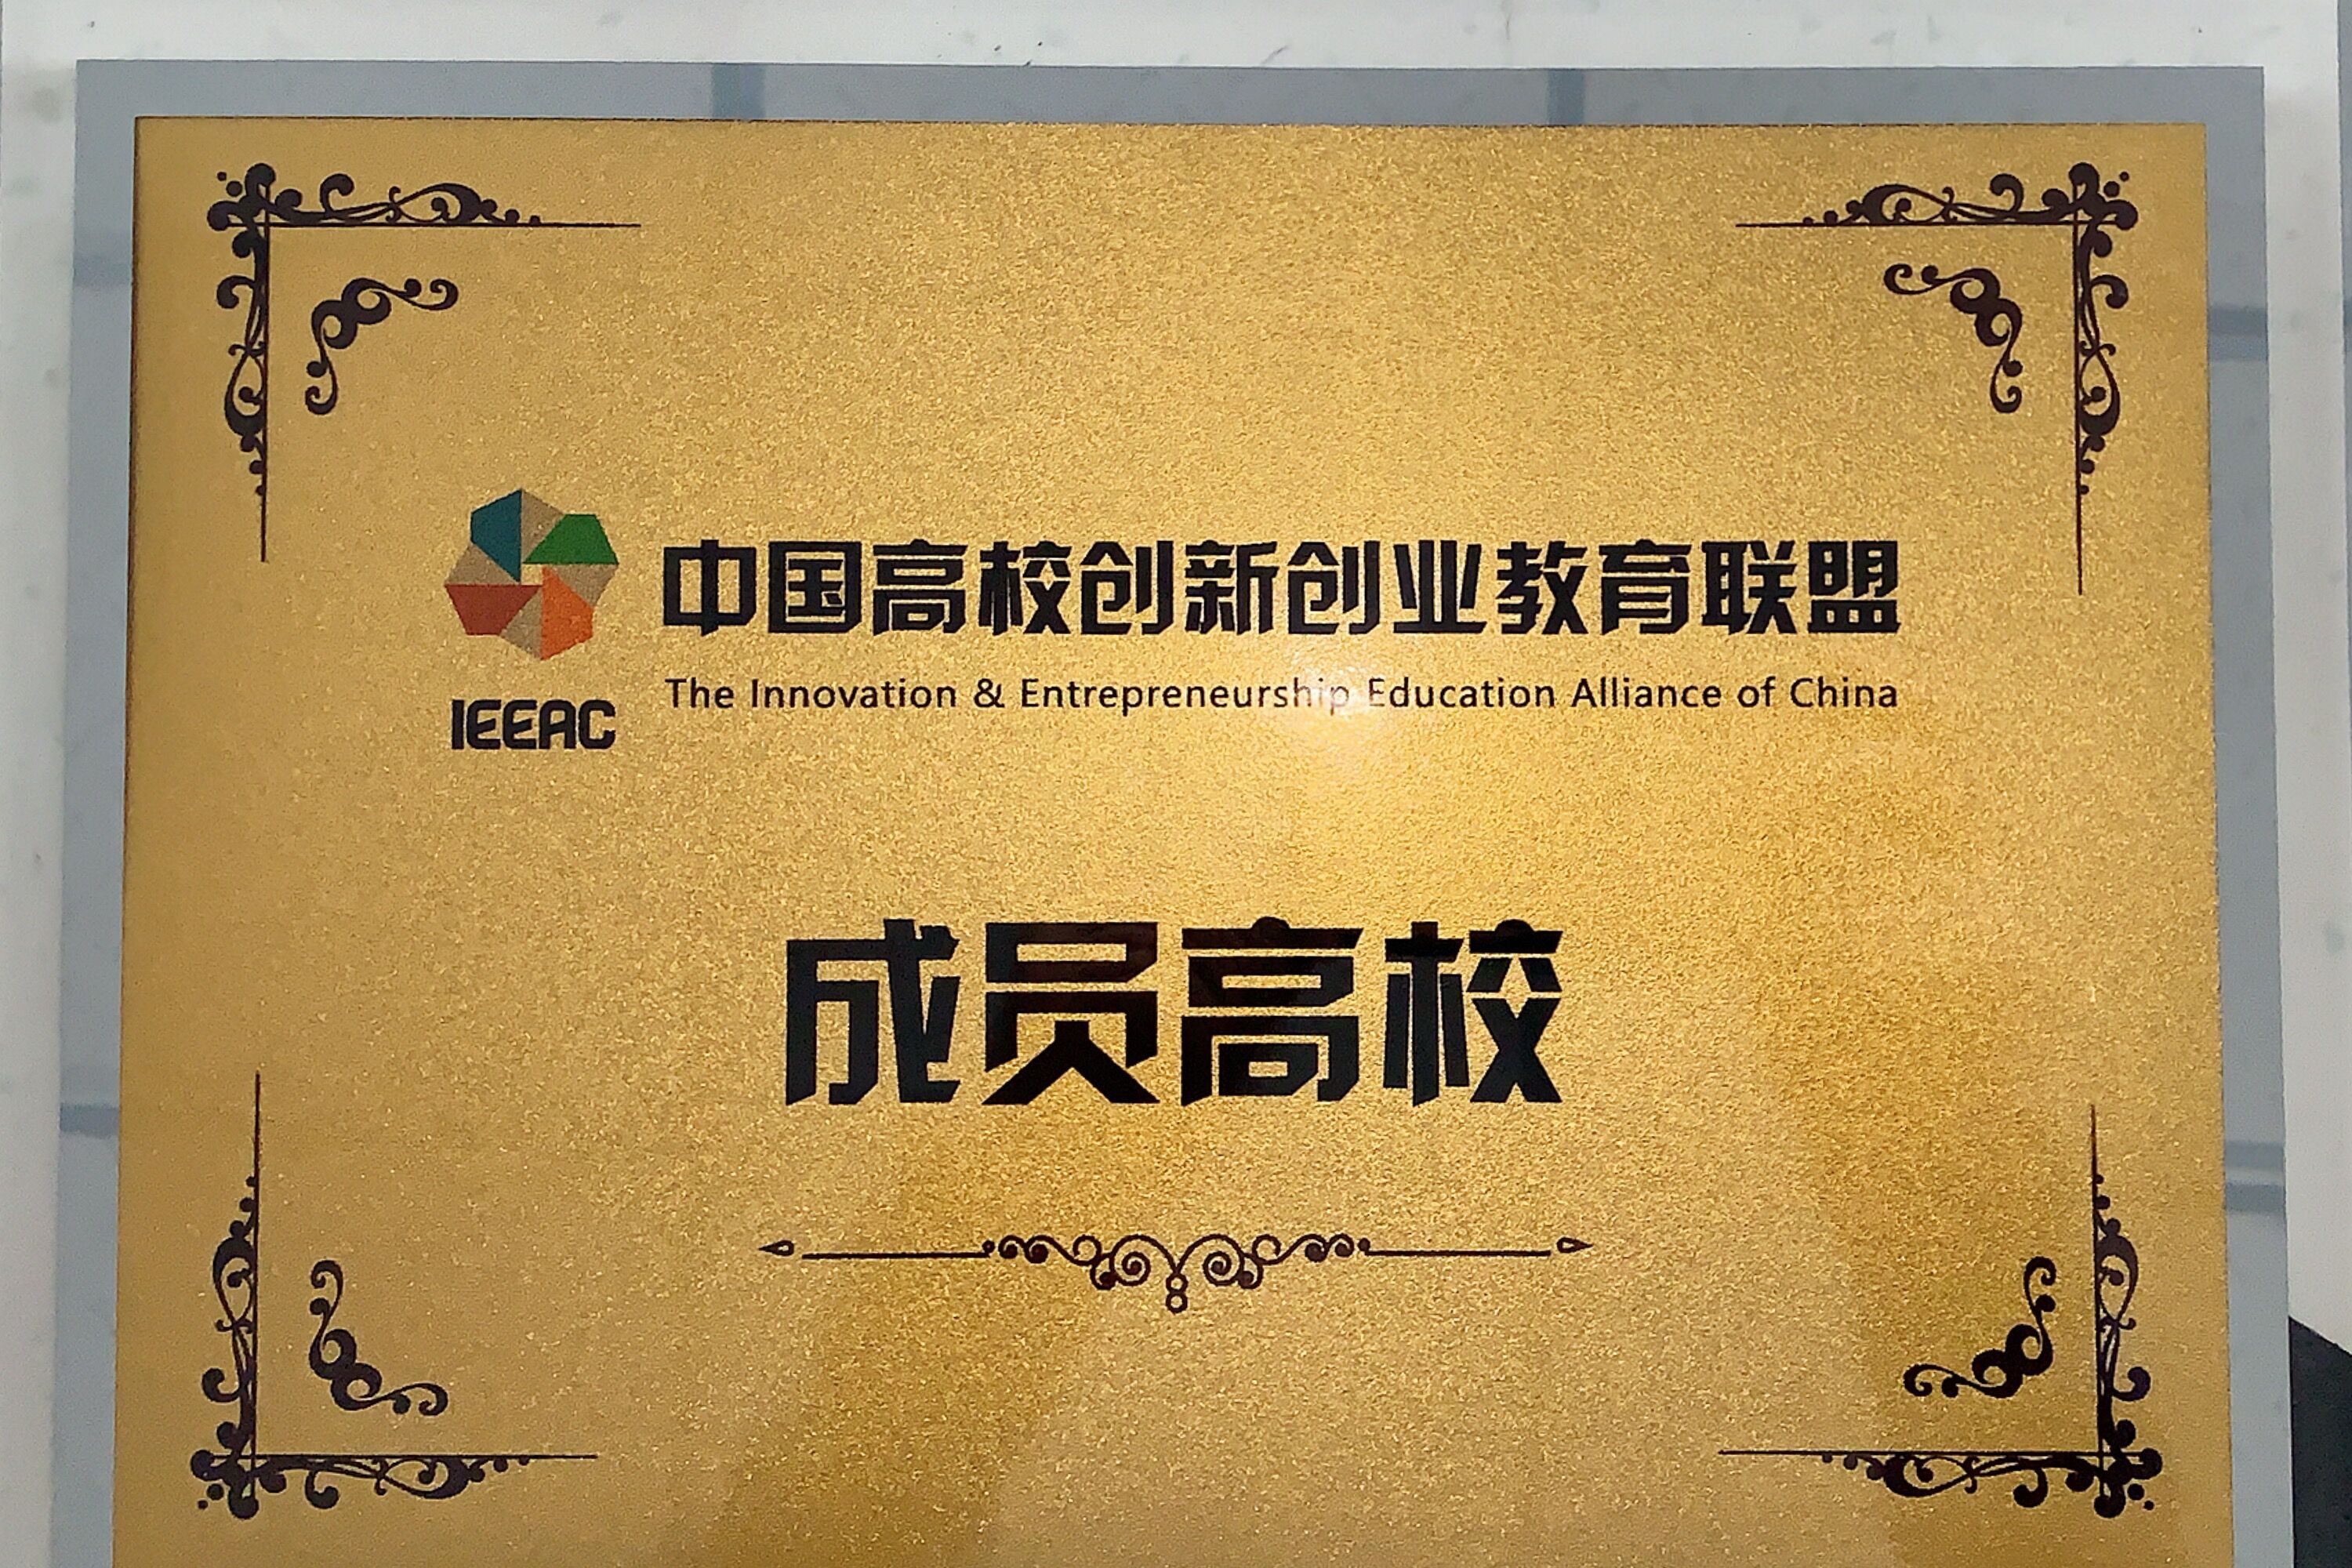 中国高校创新创业教育联盟
The Innovation & Entrepreneurship Education Alliance of China
IEEAC
成员高校